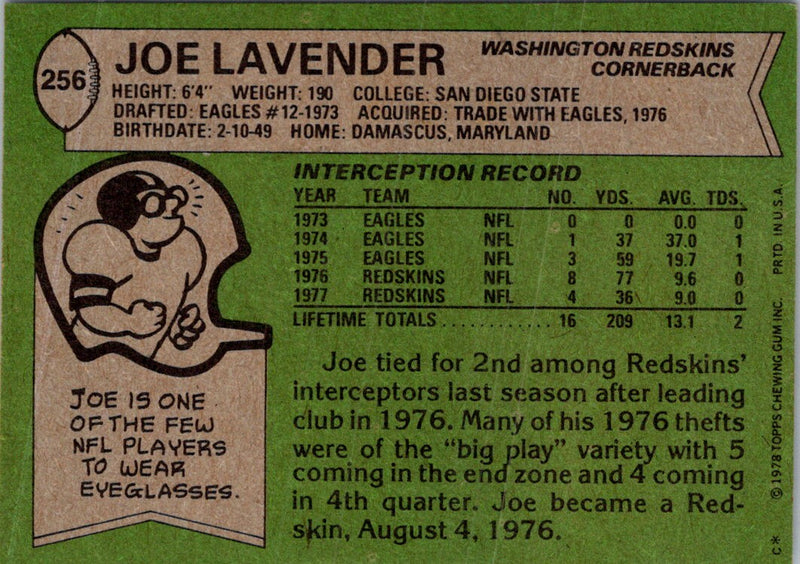 256
JOE LAVENDER
WASHINGTON REDSKINS
CORNERBACK
HEIGHT: 6'4" WEIGHT: 190 COLLEGE: SAN DIEGO STATE
DRAFTED: EAGLES #12-1973 ACQUIRED: TRADE WITH EAGLES, 1976
BIRTHDATE: 2-10-49 HOME: DAMASCUS, MARYLAND
INTERCEPTION RECORD
YEAR TEAM NO. YDS. AVG. TDS.
1973 EAGLES NFL 0 0 0.0 0
1974 EAGLES NFL 1 37 37.0 1
1975 EAGLES NFL 3 59 19.7 1
1976 REDSKINS NFL 8 77 9.6 0
1977 REDSKINS NFL 4 36 9.0 0
LIFETIME TOTALS ............ 16 209 13.1 2
JOE IS ONE
OF THE FEW
NFL PLAYERS
TO WEAR
EYEGLASSES.
Joe tied for 2nd among Redskins'
interceptors last season after leading
club in 1976. Many of his 1976 thefts
were of the "big play" variety with 5
coming in the end zone and 4 coming
in 4th quarter. Joe became a Red-
skin, August 4, 1976.
C* © 1978 TOPPS CHEWING GUM INC. PRTD IN U.S.A.